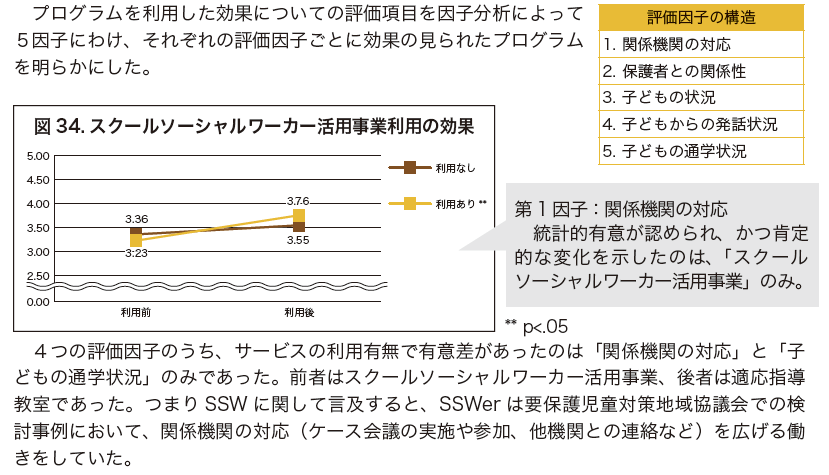 プログラムを利用した効果についての評価項目を因子分析によって
５因子にわけ、それぞれの評価因子ごとに効果の見られたプログラム
を明らかにした。
評価因子の構造
1. 関係機関の対応
2. 保護者との関係性
3. 子どもの状況
4. 子どもからの発話状況
5. 子どもの通学状況
図 34. スクールソーシャルワーカー活用事業利用の効果
5.00
4.50
4.00
3.50
3.00
2.50
0.00
3.36
3.23
3.76
3.55
利用前
利用後
利用なし
利用あり **
第 1 因子：関係機関の対応
統計的有意が認められ、かつ肯定
的な変化を示したのは、「スクール
ソーシャルワーカー活用事業」のみ。
** p<.05
４つの評価因子のうち、サービスの利用有無で有意差があったのは「関係機関の対応」と「子
どもの通学状況」のみであった。前者はスクールソーシャルワーカー活用事業、後者は適応指導
教室であった。つまり SSW に関して言及すると、SSWer は要保護児童対策地域協議会での検
討事例において、関係機関の対応（ケース会議の実施や参加、他機関との連絡など）を広げる働
きをしていた。